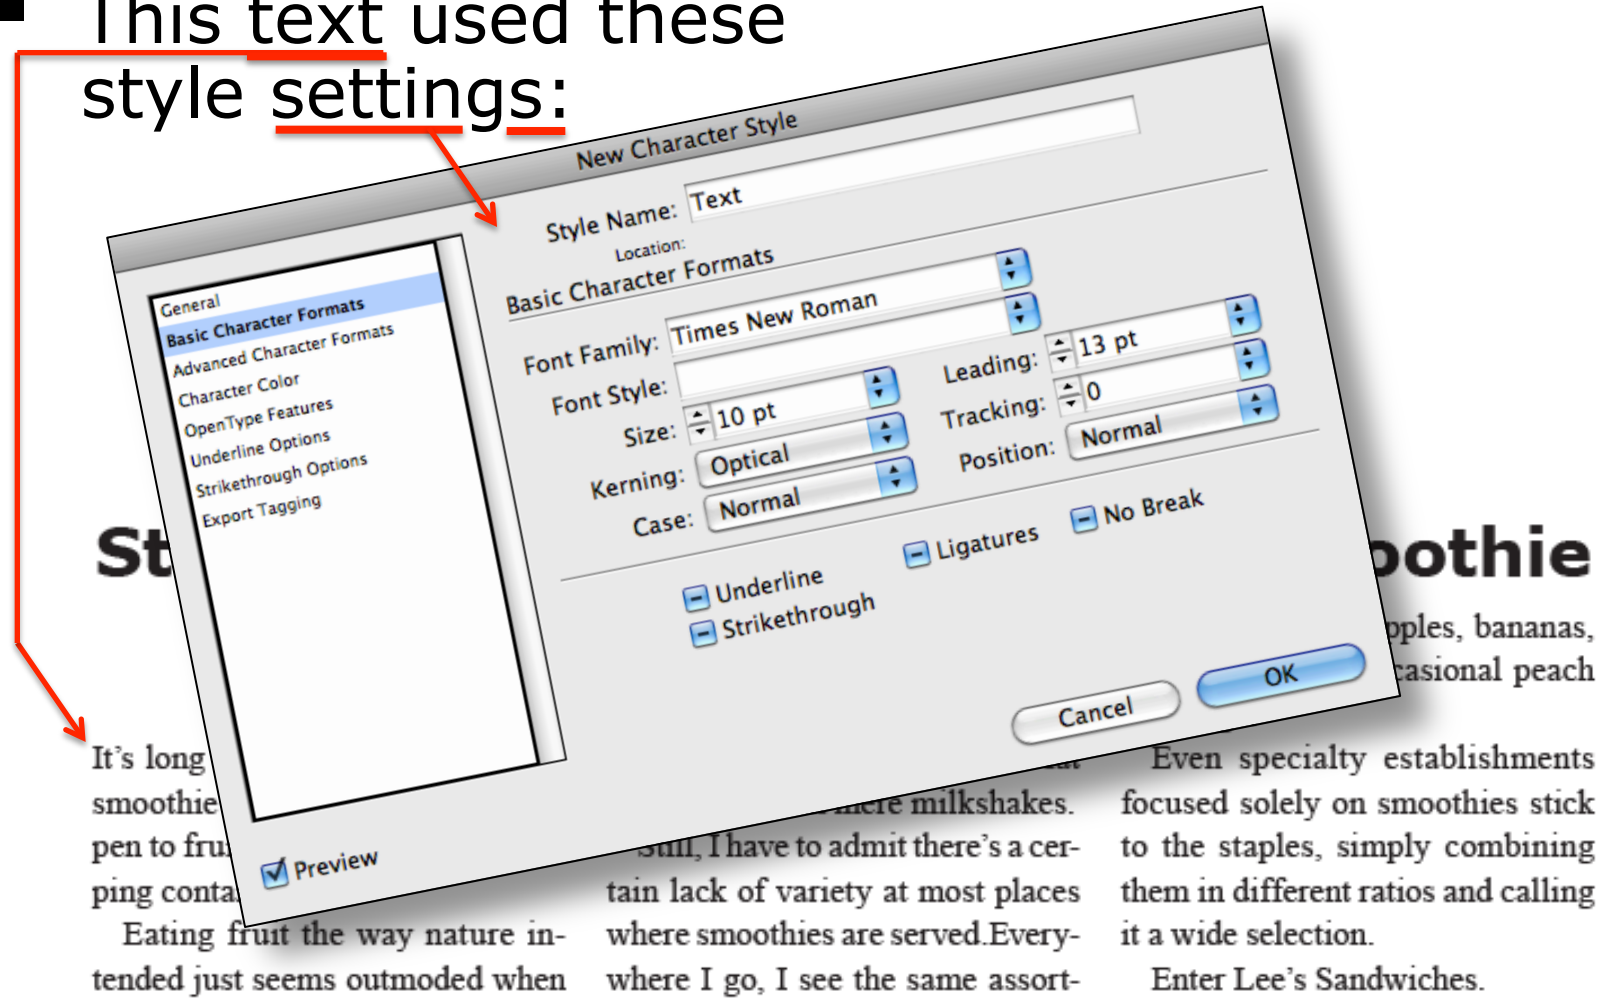 This text used these
style settings:
New Character Style
Style Name: Text
Location:
General
Basic Character Formats
Advanced Character Formats
Character Color
OpenType Features
Underline Options
Strikethrough Options
Export Tagging
Basic Character Formats
Font Family: Times New Roman
Font Style:
Size: 10 pt
Leading: 13 pt
Kerning: Optical
Tracking: 0
Case: Normal
Position: Normal
Underline
Ligatures
No Break
Strikethrough
Preview
Cancel
OK
St
oothie
It's long
smoothie
pen to fru
ping conta
Eating fruit the way nature in-
tended just seems outmoded when
mere milkshakes.
Still, I have to admit there's a cer-
tain lack of variety at most places
where smoothies are served.Every-
where I go, I see the same assort-
pples, bananas,
casional peach
Even specialty establishments
focused solely on smoothies stick
to the staples, simply combining
them in different ratios and calling
it a wide selection.
Enter Lee's Sandwiches.